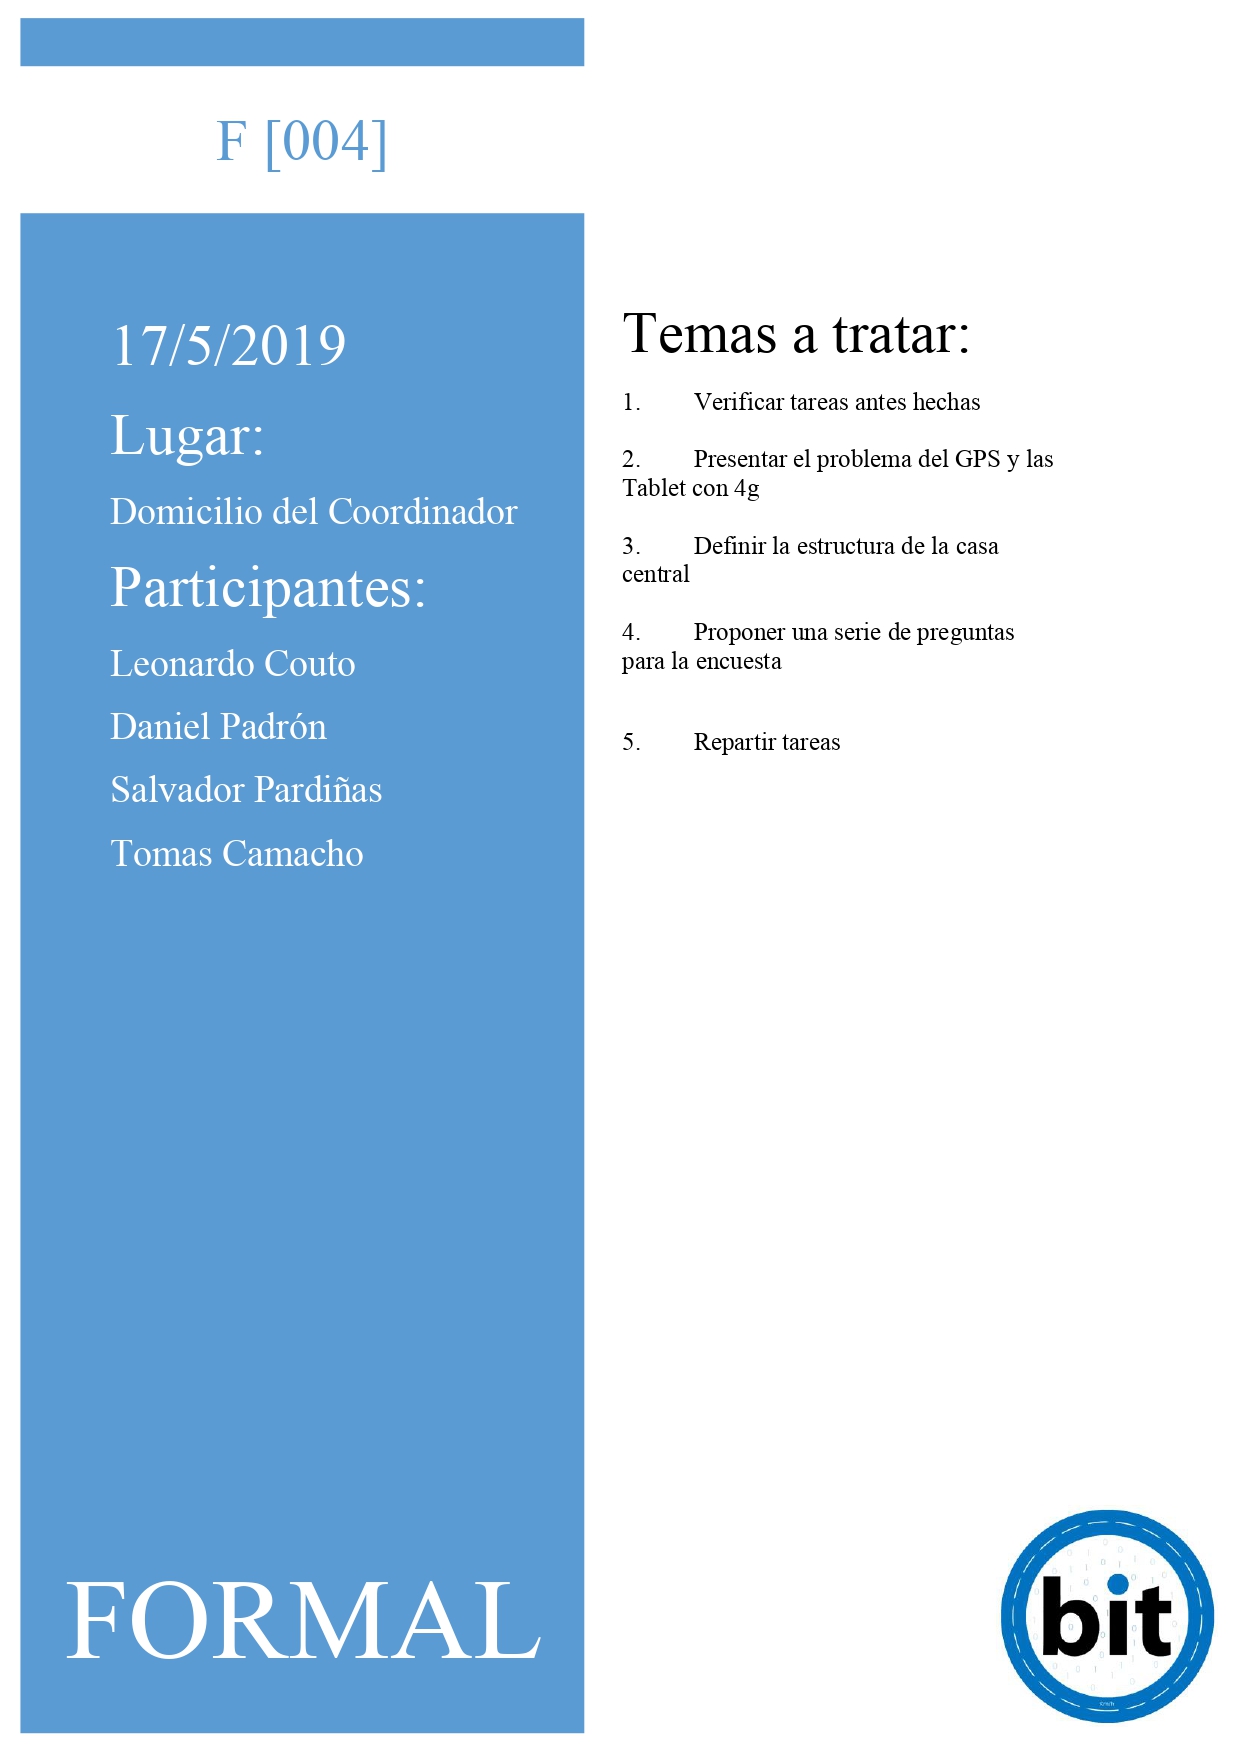 F [004]
17/5/2019
Lugar:
Domicilio del Coordinador
Participantes:
Leonardo Couto
Daniel Padrón
Salvador Pardiñas
Tomas Camacho
FORMAL
Temas a tratar:
1. Verificar tareas antes hechas
2. Presentar el problema del GPS y las
Tablet con 4g
3. Definir la estructura de la casa
central
4. Proponer una serie de preguntas
para la encuesta
5. Repartir tareas
bit